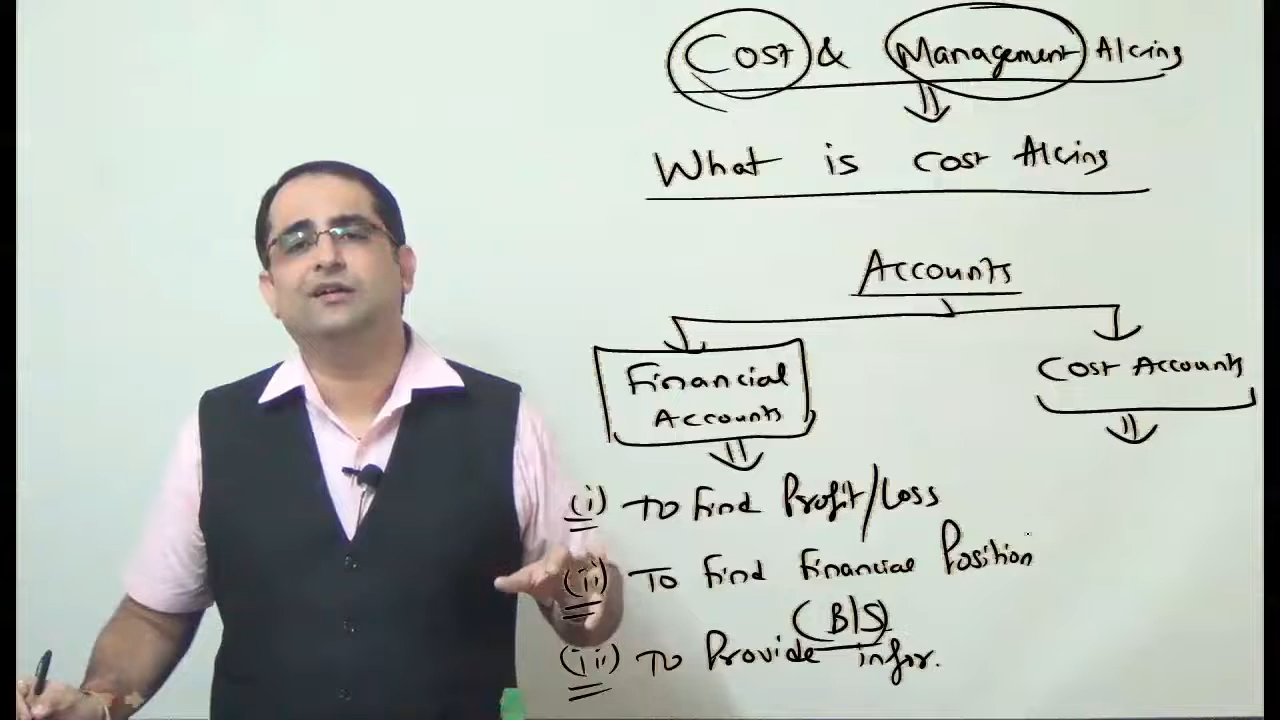 Cost & Management A/cing
What is Cost A/cing
Accounts
Financial Accounts
Cost Accounts
(i) To Find Profit/Loss
(ii) To Find Financial Position
(B/S)
(iii) To Provide infor.